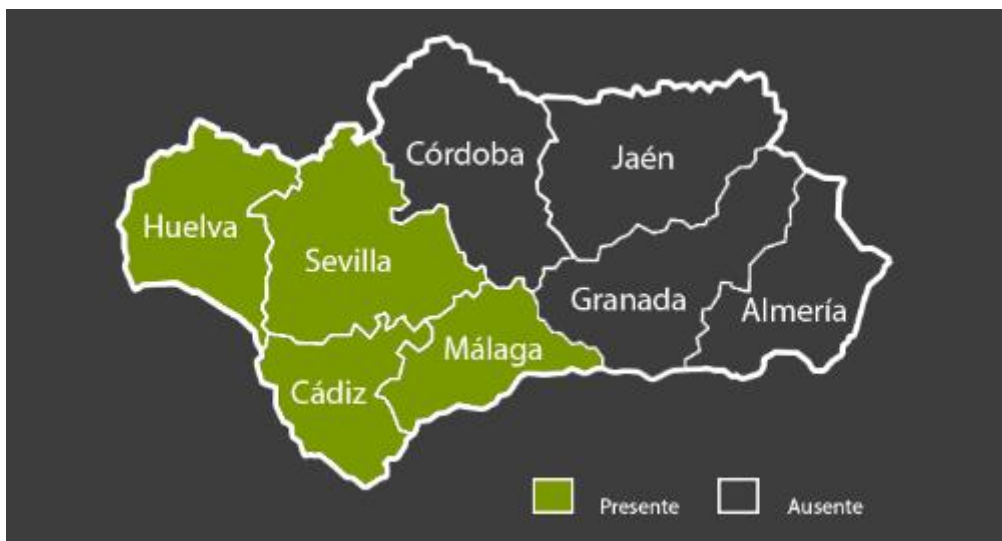 Córdoba
Jaén
Huelva
Sevilla
Granada
Almería
Málaga
Cádiz
Presente
Ausente